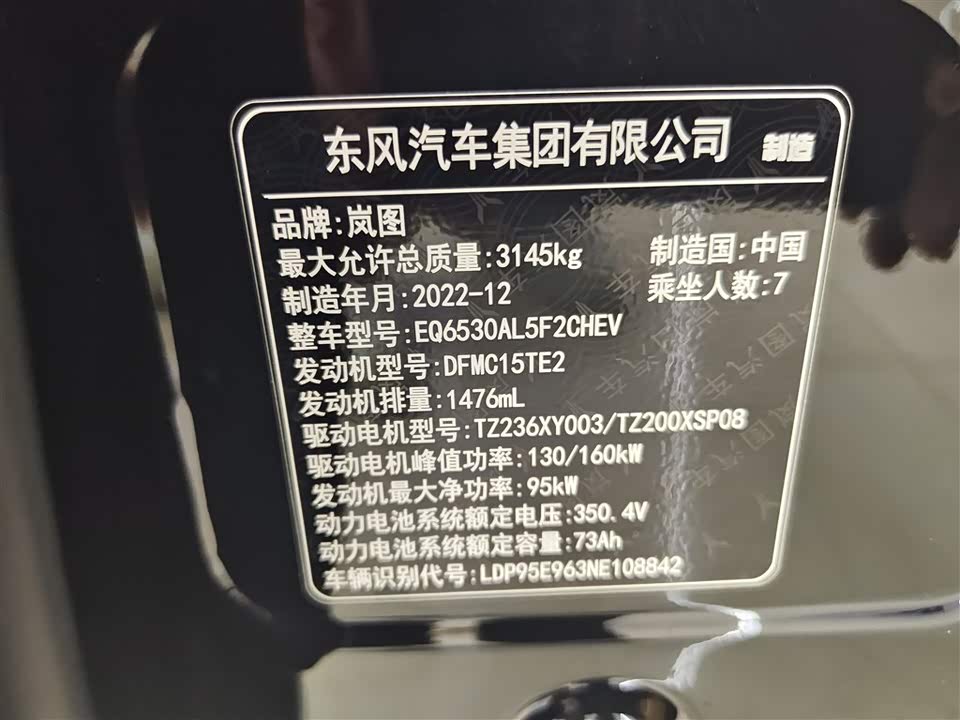 东风汽车集团有限公司 制造
品牌:岚图
最大允许总质量:3145kg 制造国:中国
制造年月:2022-12 乘坐人数:7
整车型号:EQ6530AL5F2CHEV
发动机型号:DFMC15TE2
发动机排量:1476mL
驱动电机型号:TZ236XY003/TZ200XSP08
驱动电机峰值功率:130/160kW
发动机最大净功率:95kW
动力电池系统额定电压:350.4V
动力电池系统额定容量:73Ah
车辆识别代号:LDP95E963NE108842